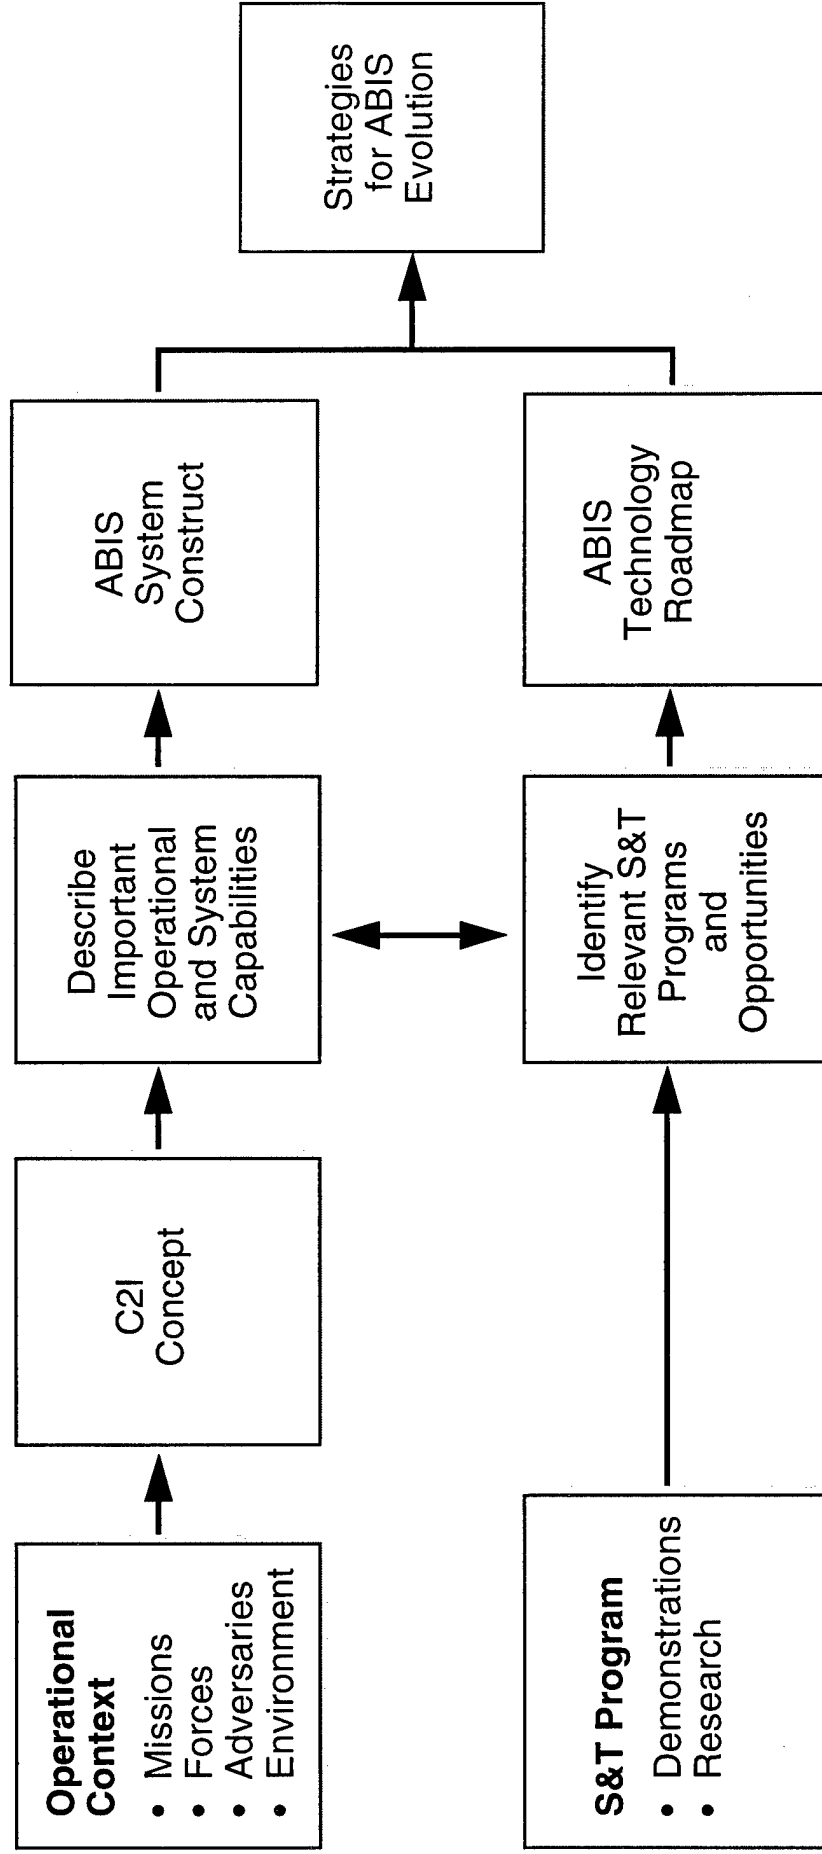 Operational
Context
• Missions
• Forces
• Adversaries
• Environment
C2I
Concept
Describe
Important
Operational
and System
Capabilities
ABIS
System
Construct
S&T Program
• Demonstrations
• Research
Identify
Relevant S&T
Programs
and
Opportunities
ABIS
Technology
Roadmap
Strategies
for ABIS
Evolution